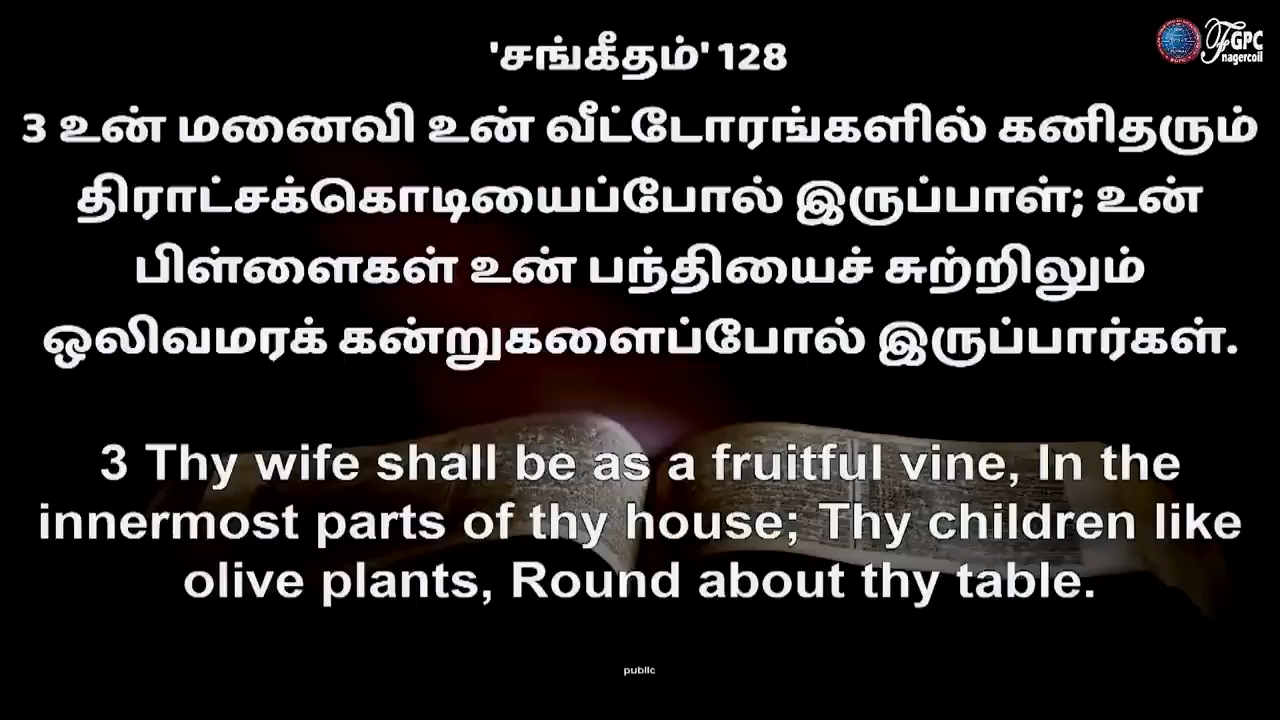 'சங்கீதம்' 128
FGPC
nagercoil
3 உன் மனைவி உன் வீட்டோரங்களில் கனிதரும்
திராட்சக்கொடியைப்போல் இருப்பாள்; உன்
பிள்ளைகள் உன் பந்தியைச் சுற்றிலும்
ஒலிவமரக் கன்றுகளைப்போல் இருப்பார்கள்.
3 Thy wife shall be as a fruitful vine, In the
innermost parts of thy house; Thy children like
olive plants, Round about thy table.
public